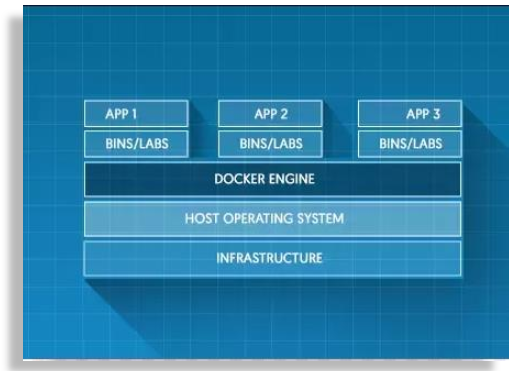 APP 1 APP 2 APP 3
BINS/LABS BINS/LABS BINS/LABS
DOCKER ENGINE
HOST OPERATING SYSTEM
INFRASTRUCTURE